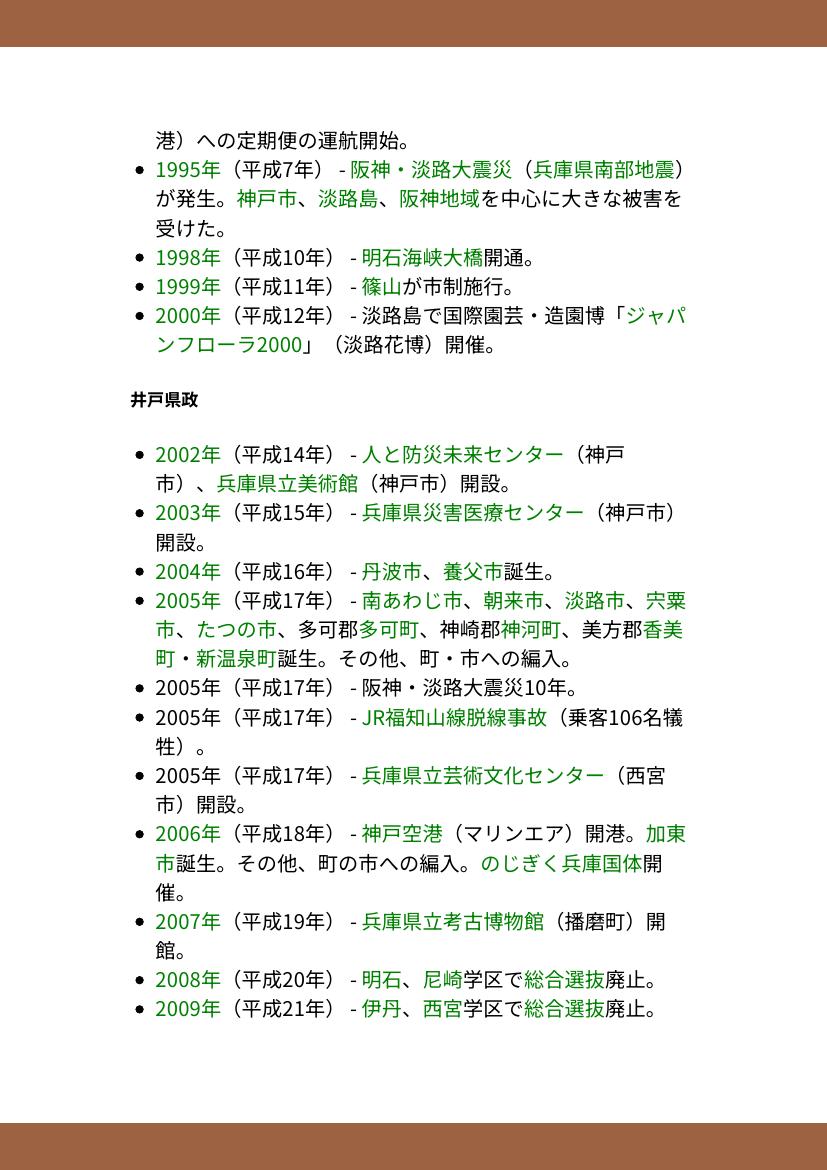 港）への定期便の運航開始。
• 1995年（平成7年） - 阪神・淡路大震災（兵庫県南部地震）
が発生。神戸市、淡路島、阪神地域を中心に大きな被害を
受けた。
• 1998年（平成10年） - 明石海峡大橋開通。
• 1999年（平成11年） - 篠山が市制施行。
• 2000年（平成12年） - 淡路島で国際園芸・造園博「ジャパ
ンフローラ2000」（淡路花博）開催。
井戸県政
• 2002年（平成14年） - 人と防災未来センター（神戸
市）、兵庫県立美術館（神戸市）開設。
• 2003年（平成15年） - 兵庫県災害医療センター（神戸市）
開設。
• 2004年（平成16年） - 丹波市、養父市誕生。
• 2005年（平成17年） - 南あわじ市、朝来市、淡路市、宍粟
市、たつの市、多可郡多可町、神崎郡神河町、美方郡香美
町・新温泉町誕生。その他、町・市への編入。
• 2005年（平成17年） - 阪神・淡路大震災10年。
• 2005年（平成17年） - JR福知山線脱線事故（乗客106名犠
牲）。
• 2005年（平成17年） - 兵庫県立芸術文化センター（西宮
市）開設。
• 2006年（平成18年） - 神戸空港（マリンエア）開港。加東
市誕生。その他、町の市への編入。のじぎく兵庫国体開
催。
• 2007年（平成19年） - 兵庫県立考古博物館（播磨町）開
館。
• 2008年（平成20年） - 明石、尼崎学区で総合選抜廃止。
• 2009年（平成21年） - 伊丹、西宮学区で総合選抜廃止。